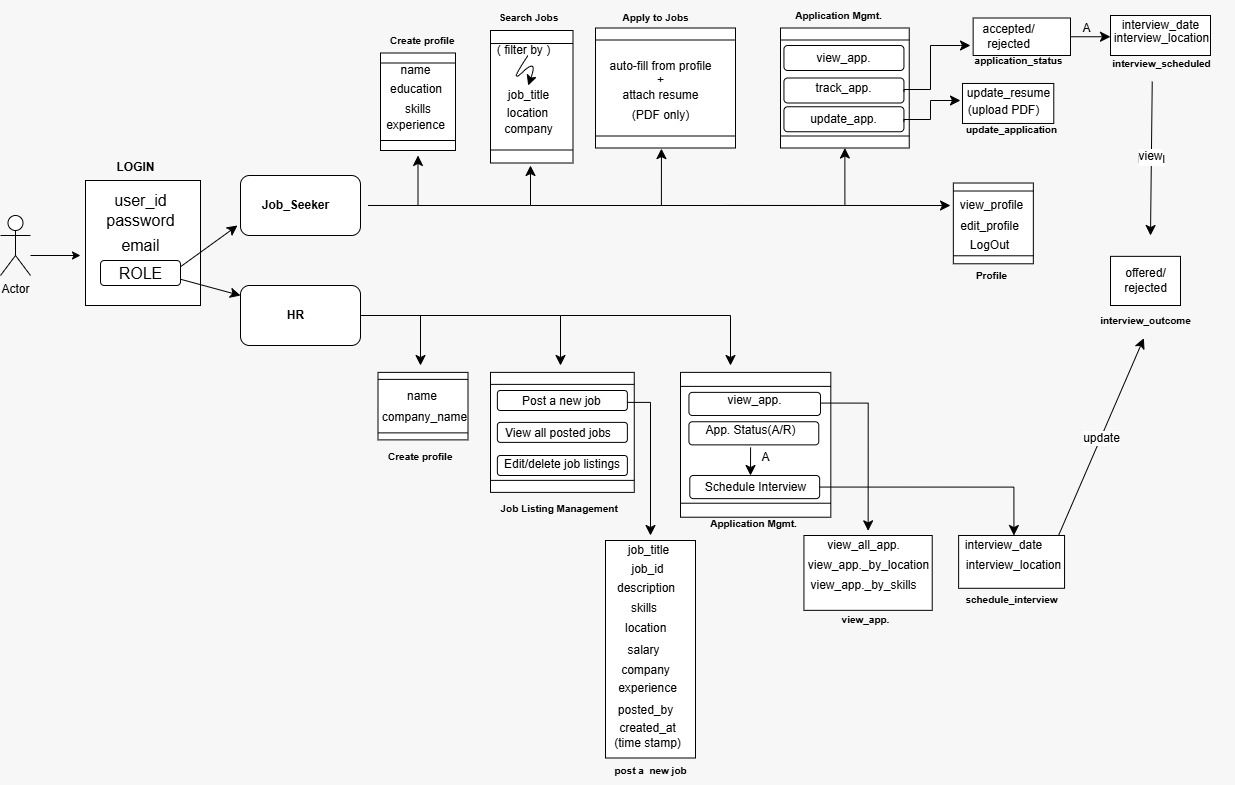 Create profile
name
education
skills
experience
Search Jobs
( filter by )
job_title
location
company
Apply to Jobs
auto-fill from profile
+
attach resume
(PDF only)
Application Mgmt.
view_app.
track_app.
update_app.
accepted/
rejected
application_status
A
interview_date
interview_location
interview_scheduled
update_resume
(upload PDF)
update_application
view
LOGIN
user_id
password
email
ROLE
Actor
Job_Seeker
HR
view_profile
edit_profile
LogOut
Profile
offered/
rejected
interview_outcome
name
company_name
Create profile
Post a new job
View all posted jobs
Edit/delete job listings
Job Listing Management
view_app.
App. Status(A/R)
A
Schedule Interview
Application Mgmt.
update
job_title
job_id
description
skills
location
salary
company
experience
posted_by
created_at
(time stamp)
post a new job
view_all_app.
view_app._by_location
view_app._by_skills
view_app.
interview_date
interview_location
schedule_interview